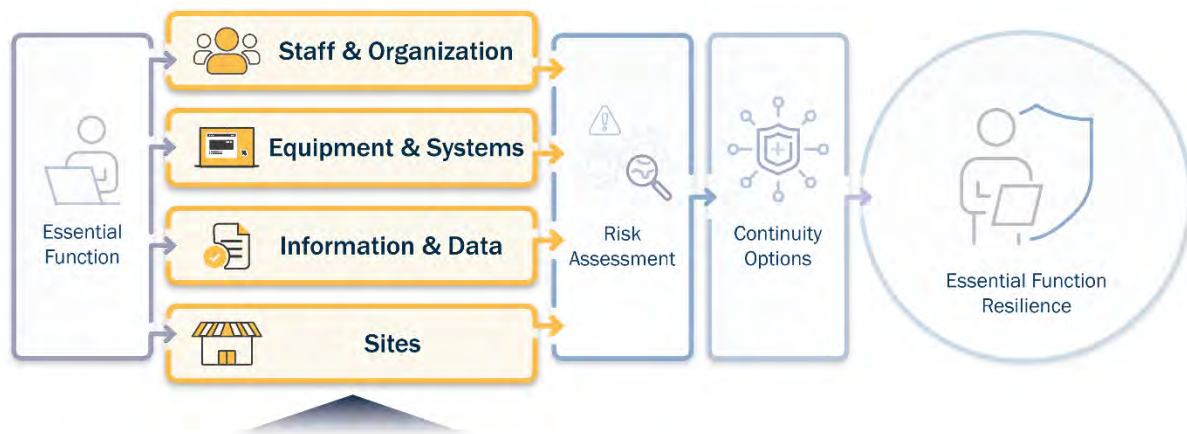 Essential
Function
Staff & Organization
Equipment & Systems
Information & Data
Sites
Risk
Assessment
Continuity
Options
Essential Function
Resilience